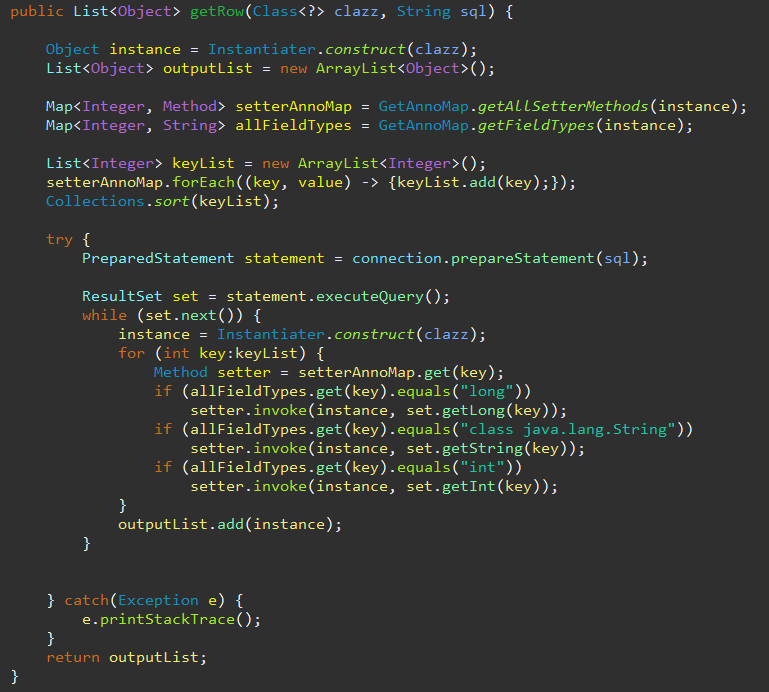 public List<Object> getRow(Class<?> clazz, String sql) {
Object instance = Instantiater.construct(clazz);
List<Object> outputList = new ArrayList<Object>();
Map<Integer, Method> setterAnnoMap = GetAnnoMap.getAllSetterMethods(instance);
Map<Integer, String> allFieldTypes = GetAnnoMap.getFieldTypes(instance);
List<Integer> keyList = new ArrayList<Integer>();
setterAnnoMap.forEach((key, value) -> {keyList.add(key);});
Collections.sort(keyList);
try {
PreparedStatement statement = connection.prepareStatement(sql);
ResultSet set = statement.executeQuery();
while (set.next()) {
instance = Instantiater.construct(clazz);
for (int key:keyList) {
Method setter = setterAnnoMap.get(key);
if (allFieldTypes.get(key).equals("long"))
setter.invoke(instance, set.getLong(key));
if (allFieldTypes.get(key).equals("class java.lang.String"))
setter.invoke(instance, set.getString(key));
if (allFieldTypes.get(key).equals("int"))
setter.invoke(instance, set.getInt(key));
}
outputList.add(instance);
}
} catch(Exception e) {
e.printStackTrace();
}
return outputList;
}